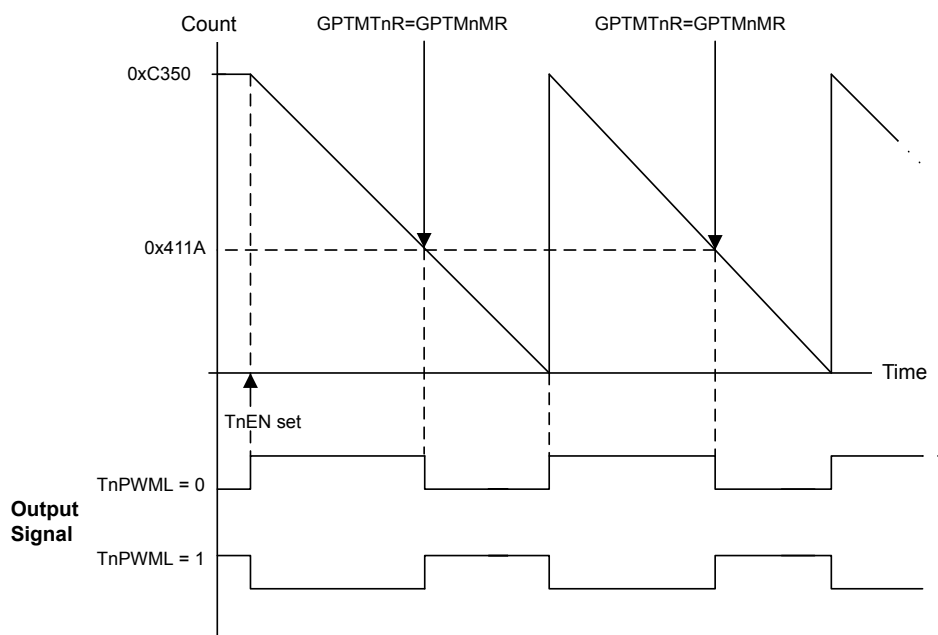 Count
GPTMTnR=GPTMnMR
GPTMTnR=GPTMnMR
0xC350
0x411A
Time
TnEN set
TnPWML = 0
Output
Signal
TnPWML = 1